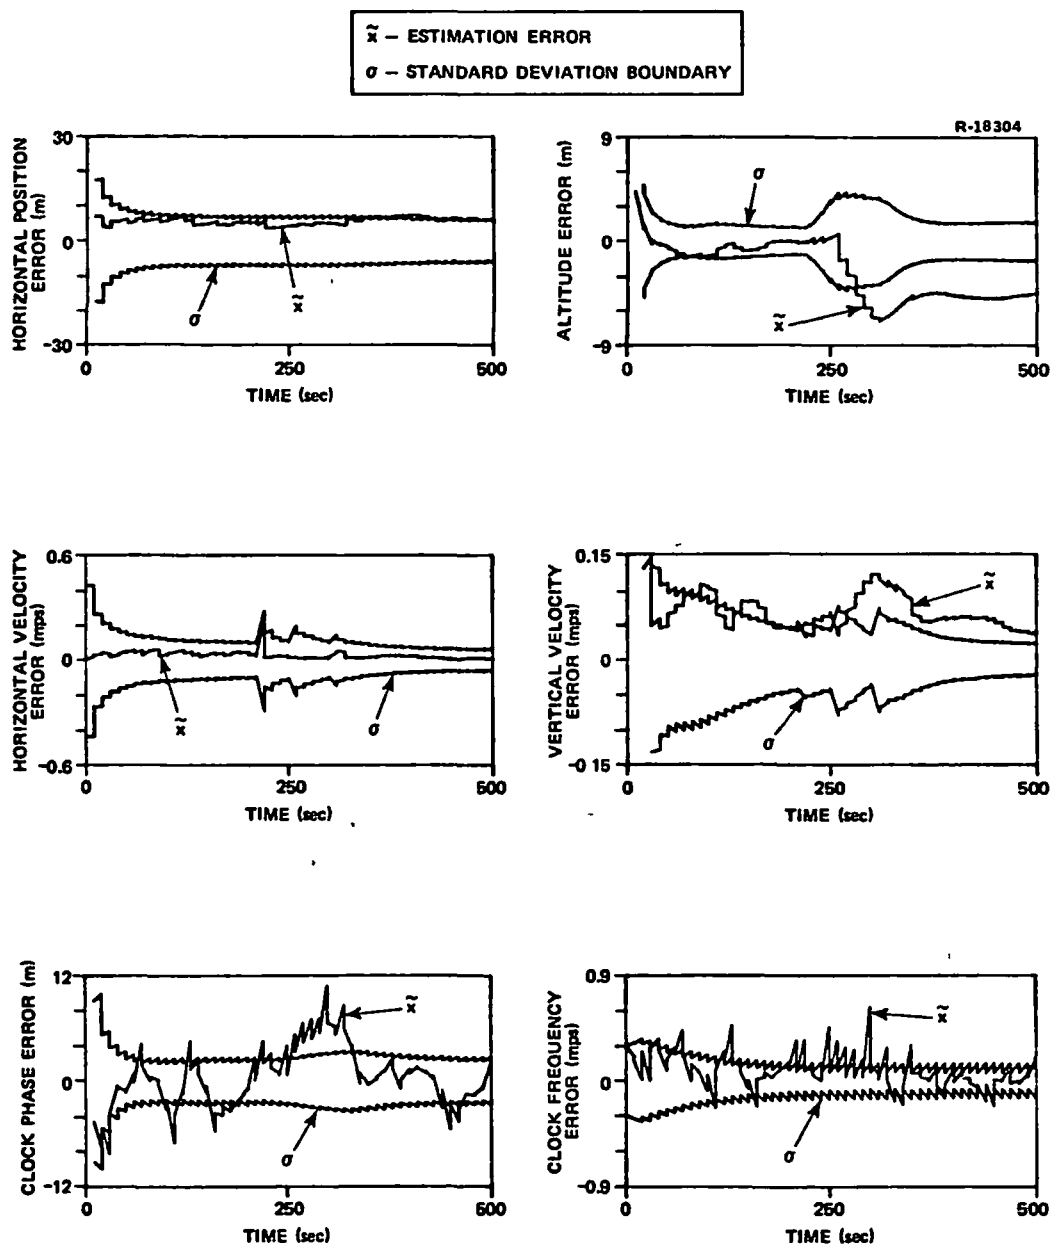 x̃ – ESTIMATION ERROR
σ – STANDARD DEVIATION BOUNDARY
R-18304
HORIZONTAL POSITION
ERROR (m)
30
0
-30
σ
x̃
0
250
500
TIME (sec)
ALTITUDE ERROR (m)
9
0
-9
σ
x̃
0
250
500
TIME (sec)
HORIZONTAL VELOCITY
ERROR (mps)
0.6
0
-0.6
x̃
σ
0
250
500
TIME (sec)
VERTICAL VELOCITY
ERROR (mps)
0.15
0
-0 15
x̃
σ
0
250
500
TIME (sec)
CLOCK PHASE ERROR (m)
12
0
-12
x̃
σ
0
250
500
TIME (sec)
CLOCK FREQUENCY
ERROR (mps)
0.9
0
-0.9
x̃
σ
0
250
500
TIME (sec)